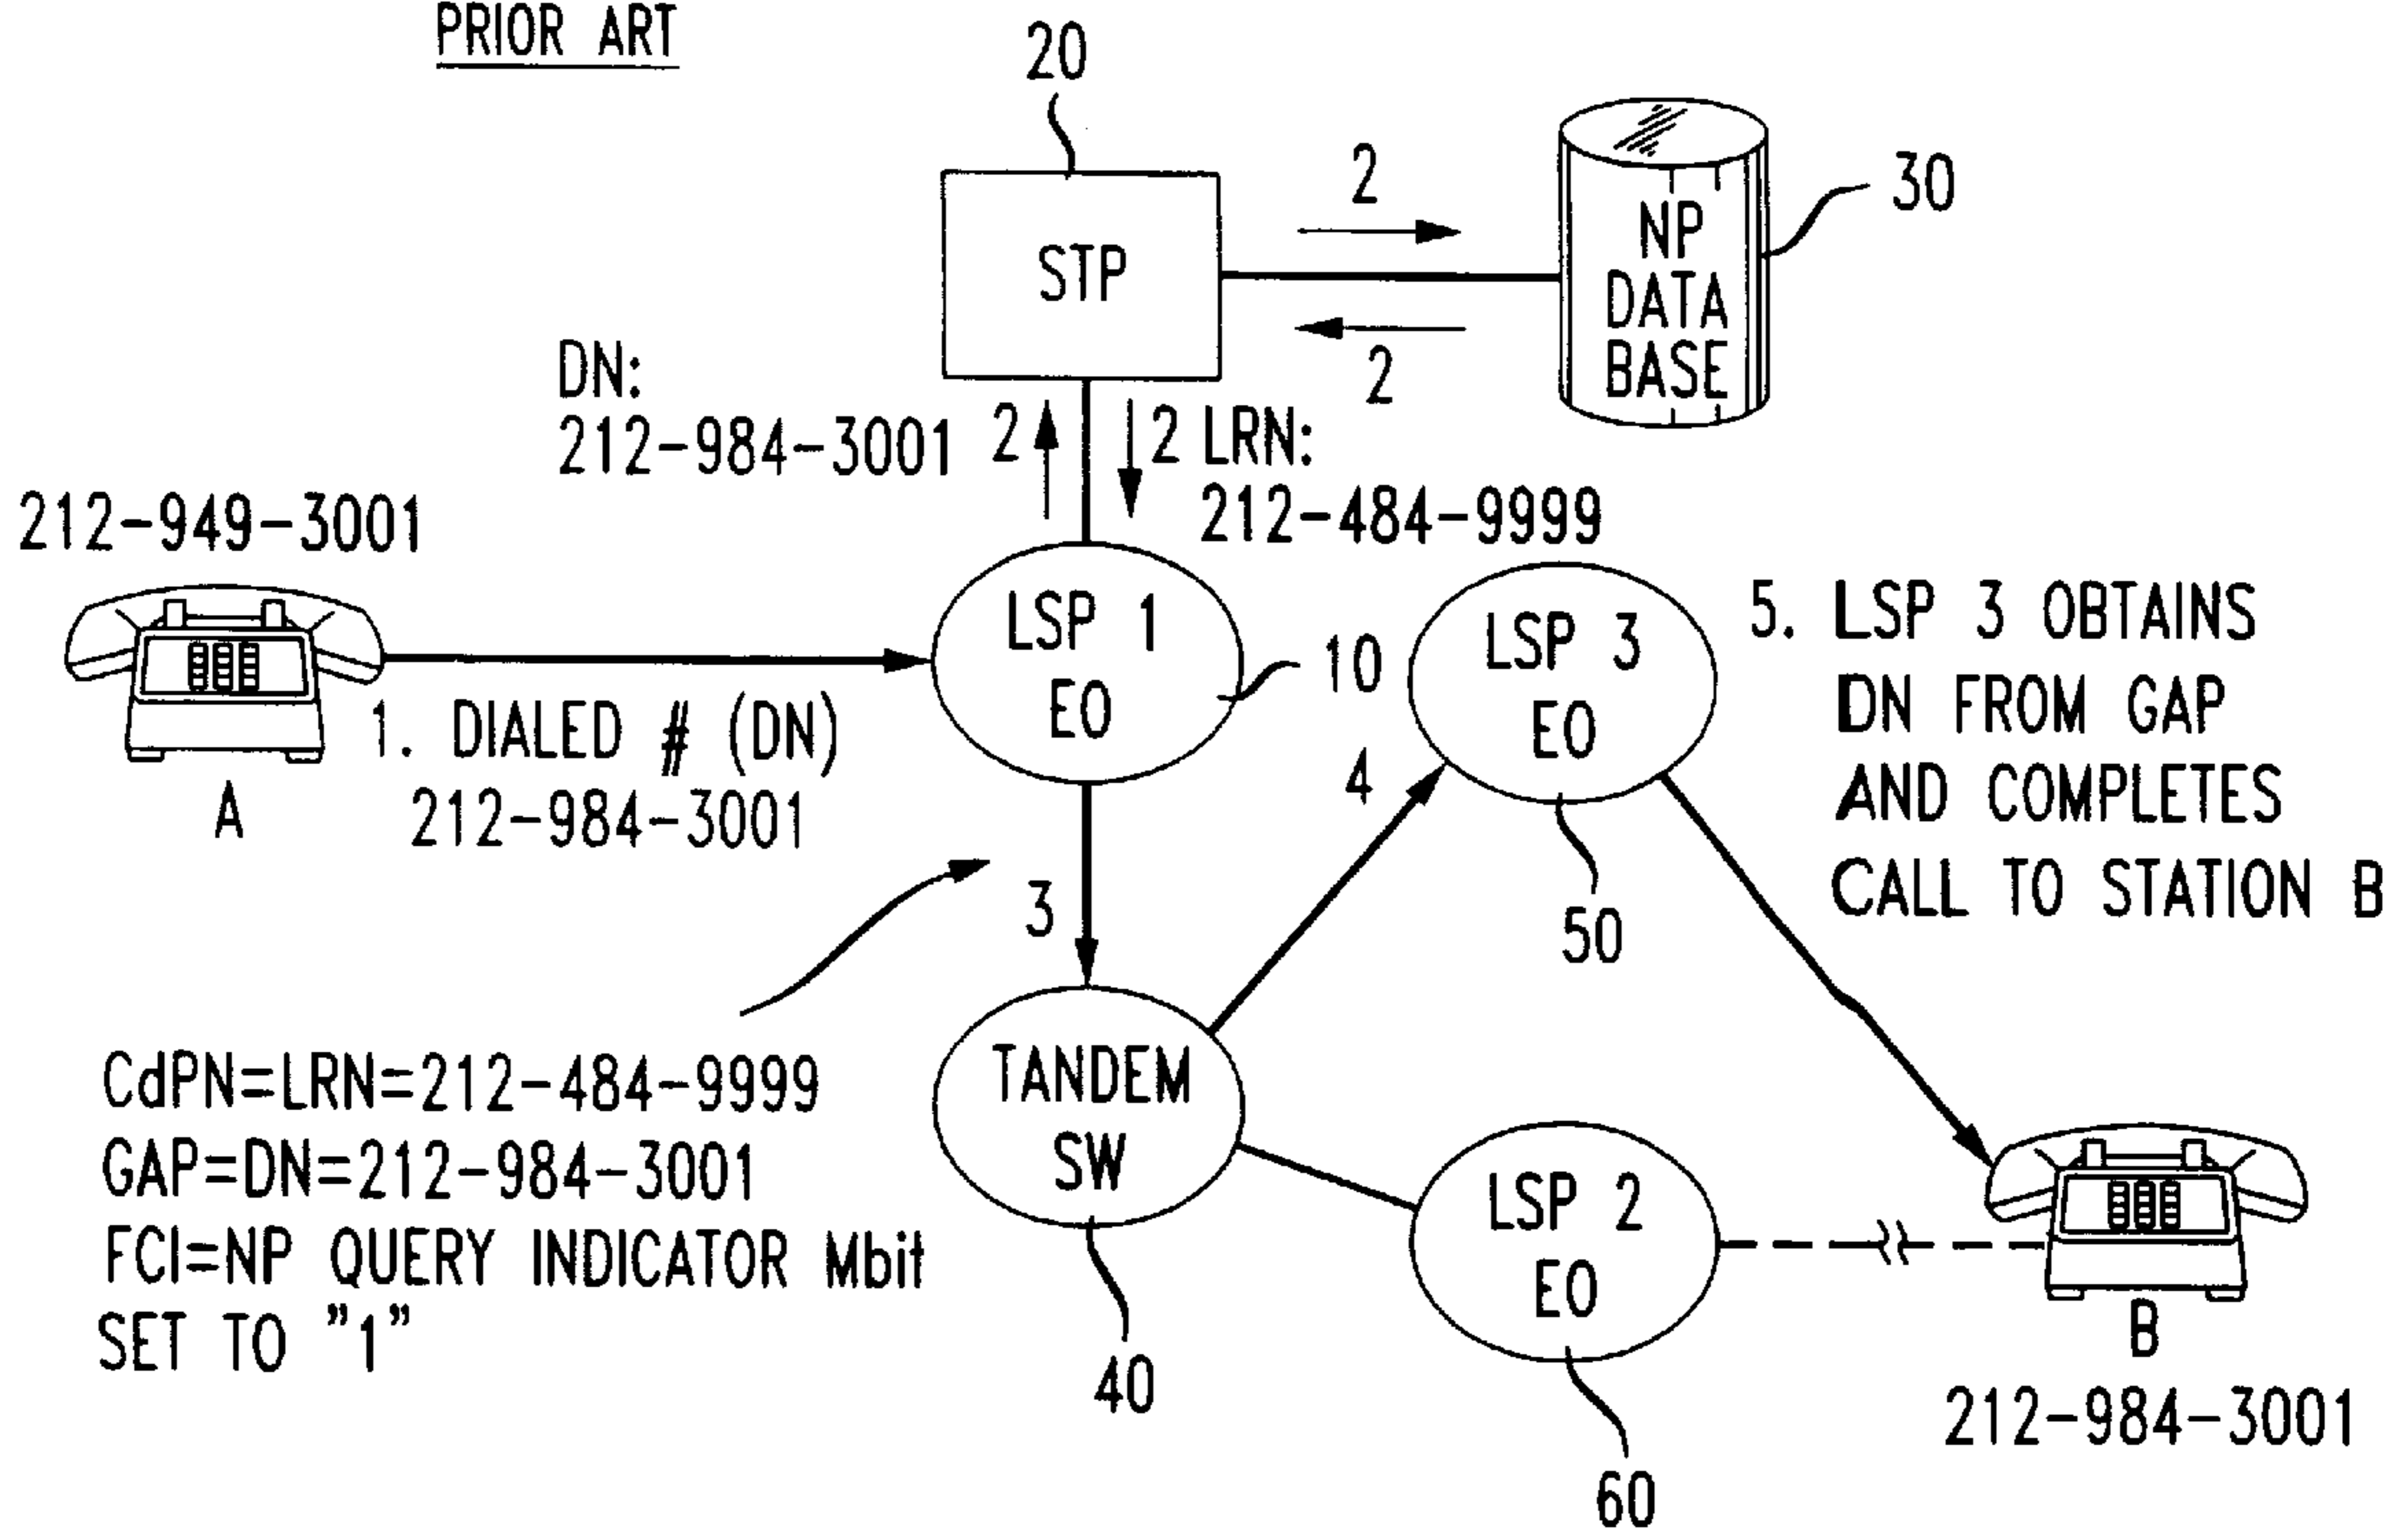 PRIOR ART
20
2
30
STP
NP
DATA
BASE
2
DN:
212-984-3001
2
2 LRN:
212-484-9999
212-949-3001
LSP 1
EO
10
LSP 3
EO
50
5. LSP 3 OBTAINS
DN FROM GAP
AND COMPLETES
CALL TO STATION B
1. DIALED # (DN)
212-984-3001
A
4
3
CdPN=LRN=212-484-9999
GAP=DN=212-984-3001
FCI=NP QUERY INDICATOR Mbit
SET TO "1"
TANDEM
SW
40
LSP 2
EO
60
B
212-984-3001